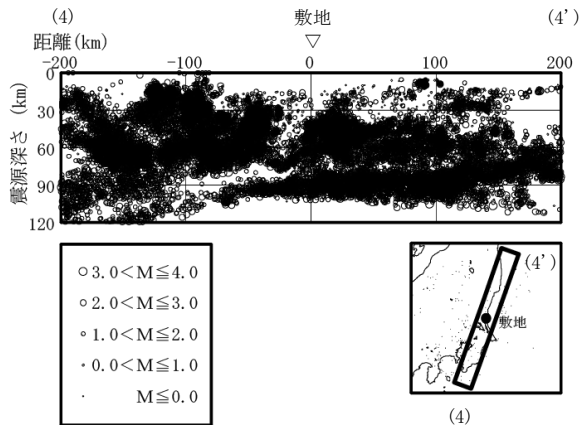 (4) 敷地 (4')
距離(km) ▽
-200 -100 0 100 200
震源深さ (km)
0
30
60
90
120
○3.0<M≦4.0
○2.0<M≦3.0
○1.0<M≦2.0
○0.0<M≦1.0
· M≦0.0
(4')
敷地
(4)